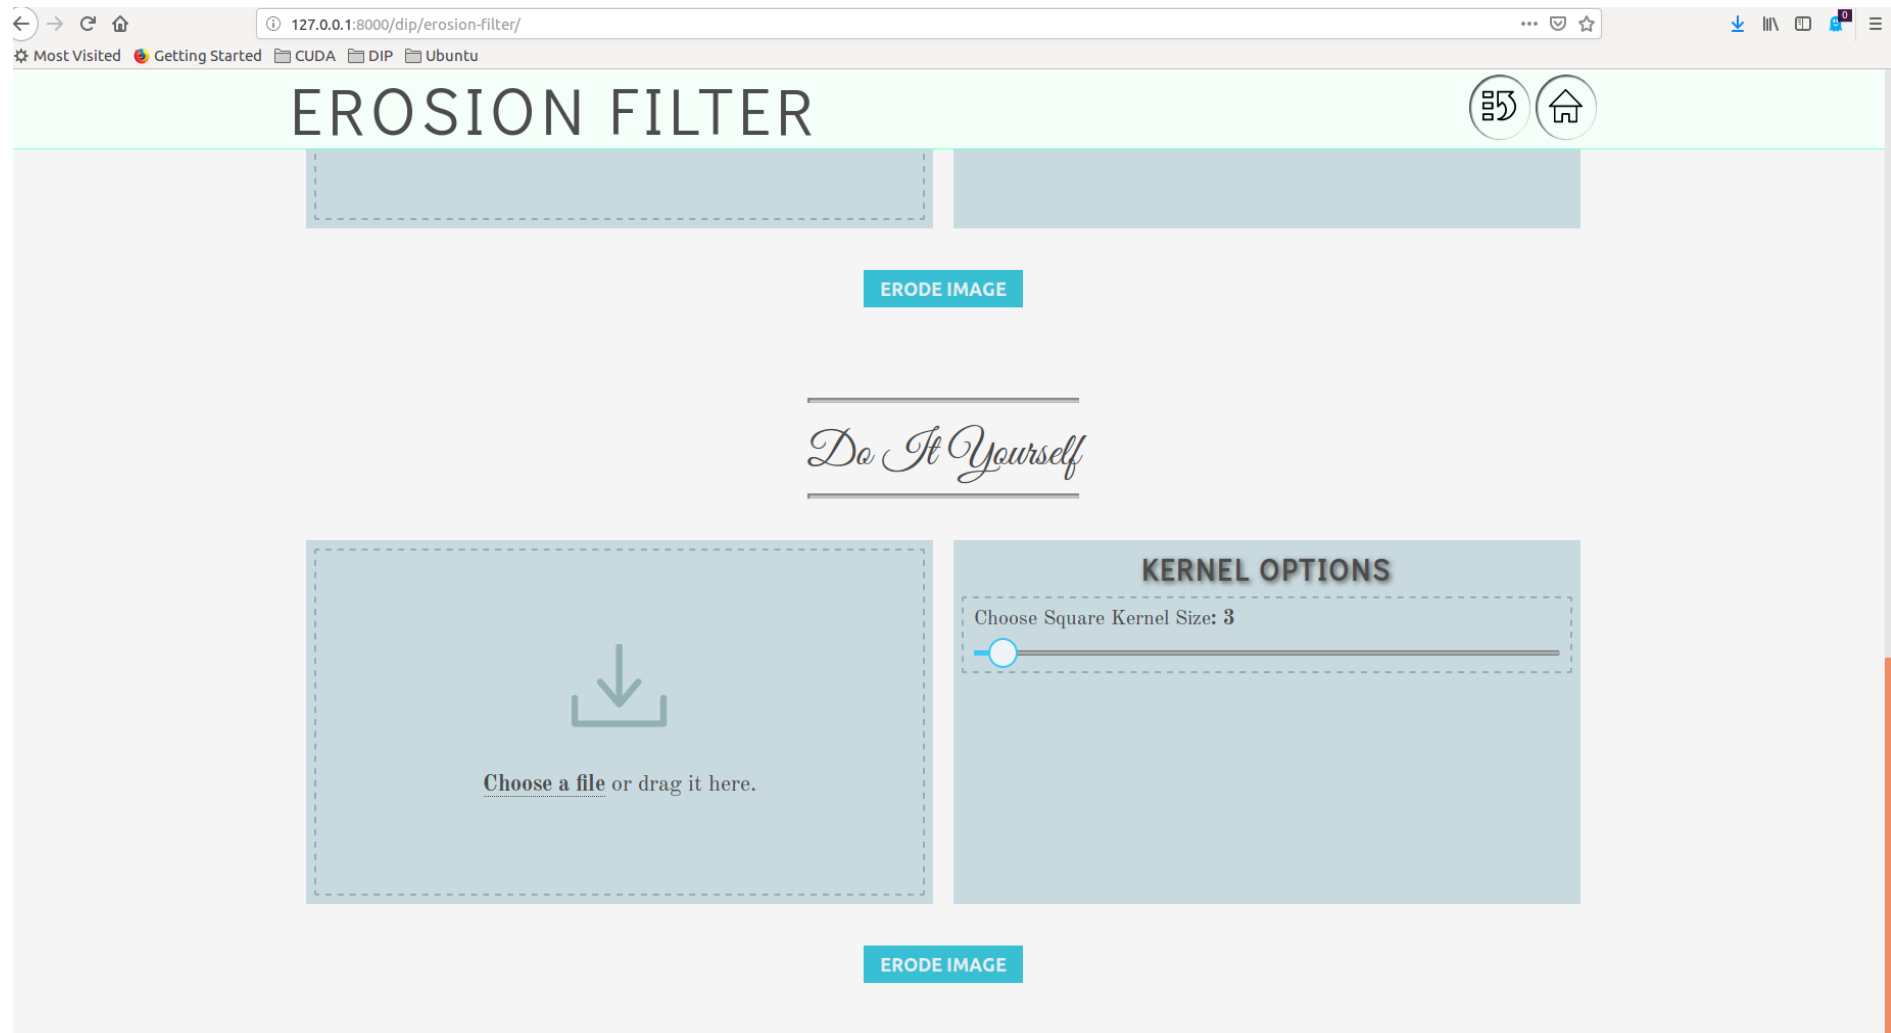 127.0.0.1:8000/dip/erosion-filter/
0
Most Visited Getting Started CUDA DIP Ubuntu
EROSION FILTER
ERODE IMAGE
Do It Yourself
KERNEL OPTIONS
Choose Square Kernel Size: 3
Choose a file or drag it here.
ERODE IMAGE